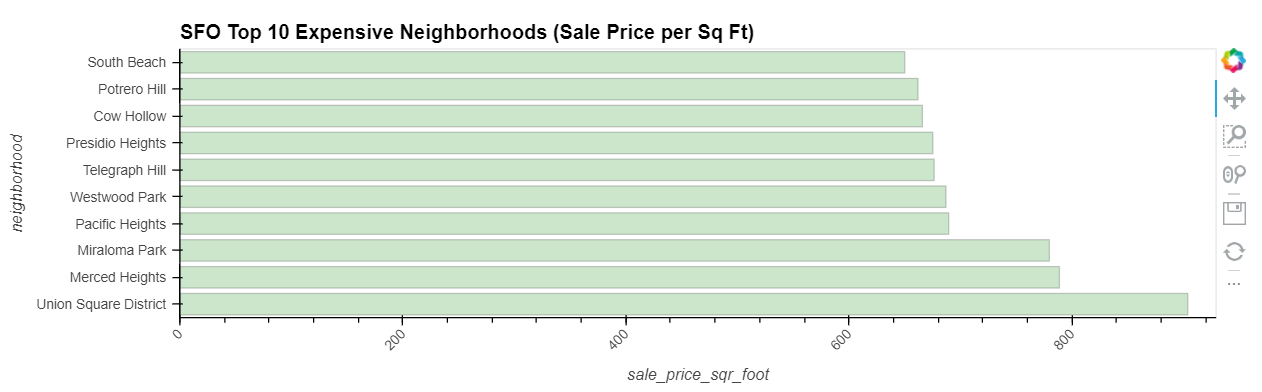 SFO Top 10 Expensive Neighborhoods (Sale Price per Sq Ft)
neighborhood
South Beach
Potrero Hill
Cow Hollow
Presidio Heights
Telegraph Hill
Westwood Park
Pacific Heights
Miraloma Park
Merced Heights
Union Square District
0
200
400
600
800
sale_price_sqr_foot